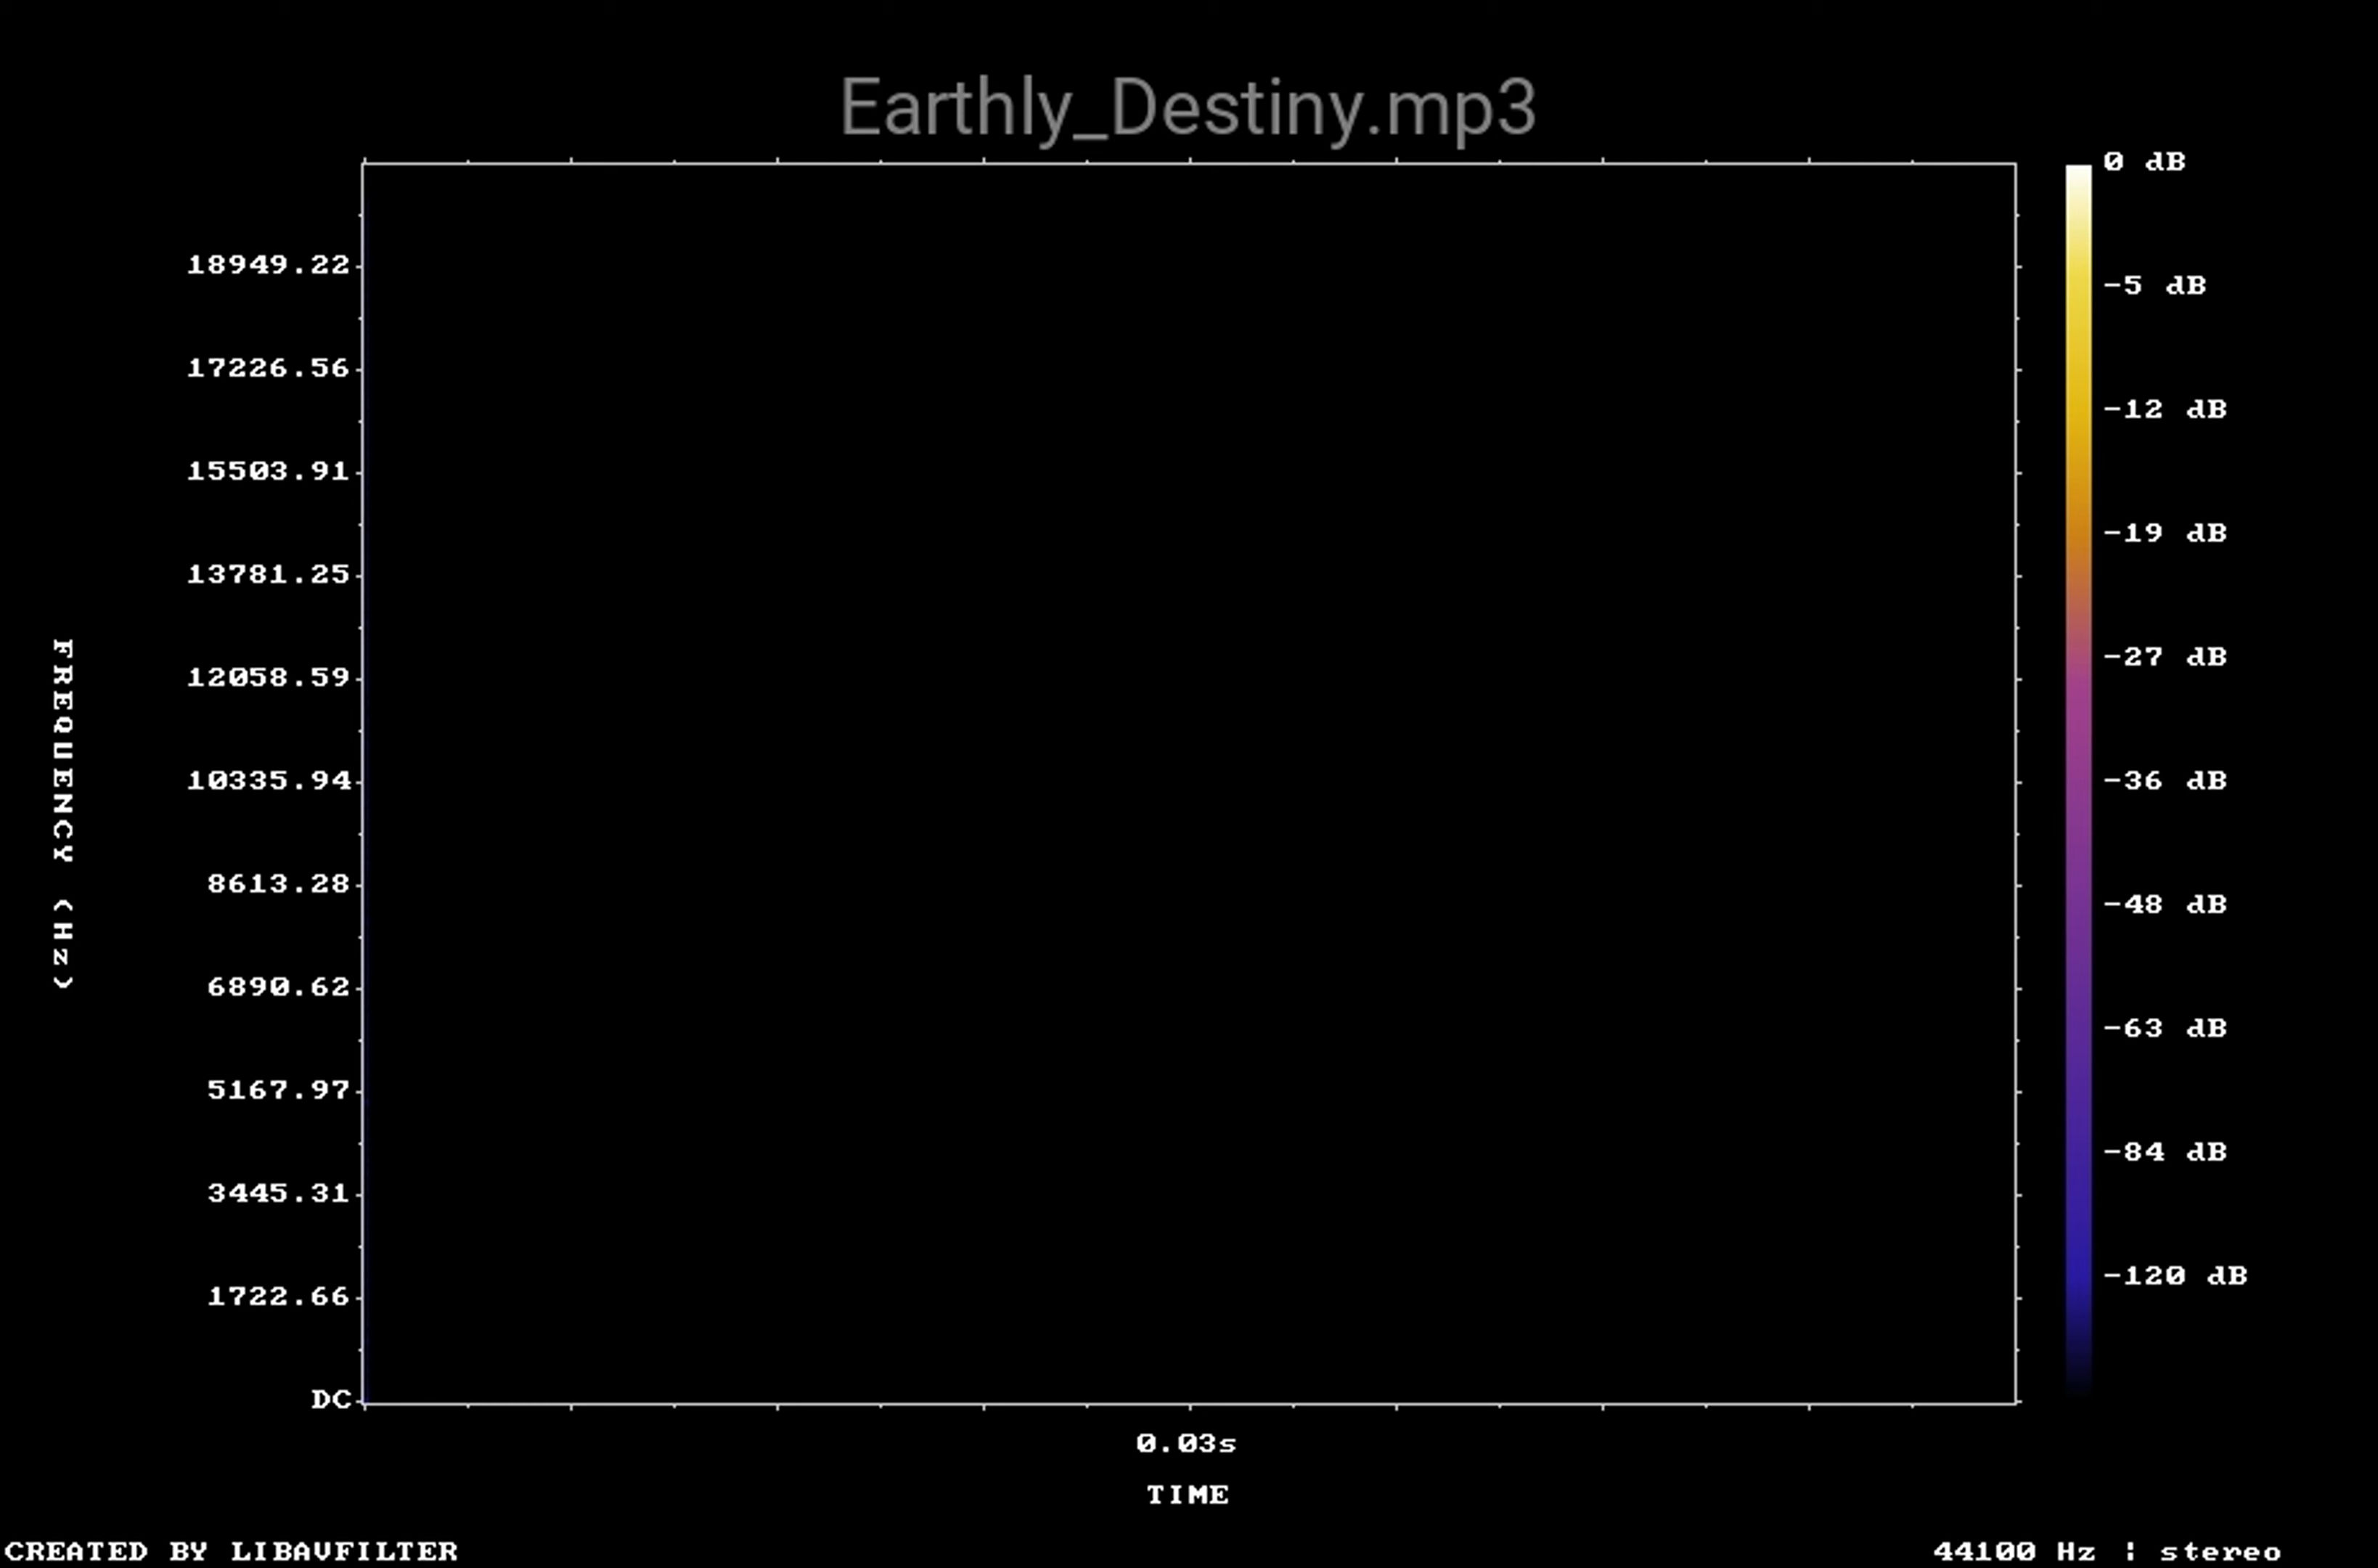 Earthly_Destiny.mp3
0 dB
18949.22
-5 dB
17226.56
-12 dB
15503.91
-19 dB
13781.25
-27 dB
12058.59
10335.94
-36 dB
8613.28
-48 dB
6890.62
-63 dB
5167.97
-84 dB
3445.31
-120 dB
1722.66
DC
FREQUENCY (Hz)
0.03s
TIME
CREATED BY LIBAVFILTER
44100 Hz | stereo